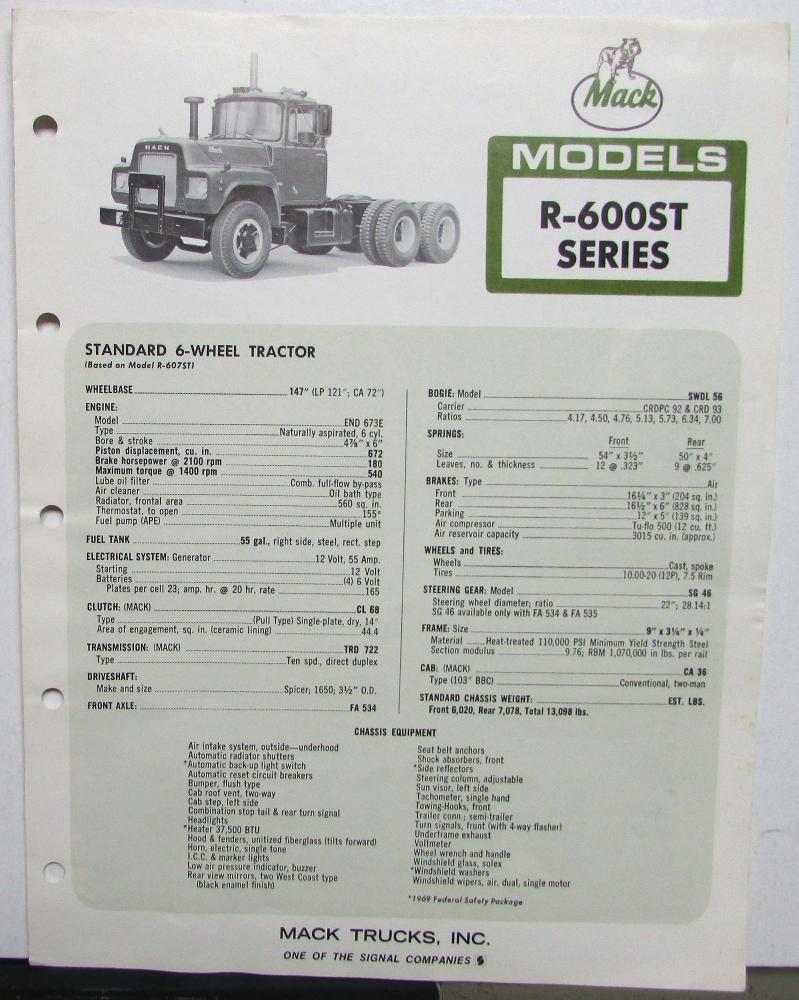 Mack
MACK
Mack
MODELS
R-600ST
SERIES
STANDARD 6-WHEEL TRACTOR
(Based on Model R-607ST)
WHEELBASE 147" (LP 121"; CA 72")
ENGINE:
Model END 673E
Type Naturally aspirated, 6 cyl.
Bore & stroke 4⅞" x 6"
Piston displacement, cu. in. 672
Brake horsepower @ 2100 rpm 180
Maximum torque @ 1400 rpm 540
Lube oil filter Comb. full-flow by-pass
Air cleaner Oil bath type
Radiator, frontal area 560 sq. in.
Thermostat, to open 155°
Fuel pump (APE) Multiple unit
FUEL TANK 55 gal., right side, steel, rect. step
ELECTRICAL SYSTEM: Generator 12 Volt, 55 Amp.
Starting 12 Volt
Batteries (4) 6 Volt
Plates per cell 23; amp. hr. @ 20 hr. rate 165
CLUTCH: (MACK) CL 68
Type (Pull Type) Single-plate, dry, 14"
Area of engagement, sq. in. (ceramic lining) 44.4
TRANSMISSION: (MACK) TRD 722
Type Ten spd., direct duplex
DRIVESHAFT:
Make and size Spicer; 1650; 3½" O.D.
FRONT AXLE: FA 534
BOGIE: Model SWDL 56
Carrier CRDPC 92 & CRD 93
Ratios 4.17, 4.50, 4.76, 5.13, 5.73, 6.34, 7.00
SPRINGS: Front Rear
Size 54" x 3½" 50" x 4"
Leaves, no. & thickness 12 @ .323" 9 @ .625"
BRAKES: Type Air
Front 16¼" x 3" (204 sq. in.)
Rear 16½" x 6" (828 sq. in.)
Parking 12" x 5" (139 sq. in.)
Air compressor Tu-flo 500 (12 cu. ft.)
Air reservoir capacity 3015 cu. in. (approx.)
WHEELS and TIRES:
Wheels Cast, spoke
Tires 10.00-20 (12P), 7.5 Rim
STEERING GEAR: Model SG 46
Steering wheel diameter; ratio 22"; 28.14:1
SG 46 available only with FA 534 & FA 535
FRAME: Size 9" x 3¼" x ¼"
Material Heat-treated 110,000 PSI Minimum Yield Strength Steel
Section modulus 9.76; RBM 1,070,000 in lbs. per rail
CAB: (MACK) CA 36
Type (103" BBC) Conventional, two-man
STANDARD CHASSIS WEIGHT: EST. LBS.
Front 6,020, Rear 7,078, Total 13,098 lbs.
CHASSIS EQUIPMENT
Air intake system, outside—underhood
Automatic radiator shutters
*Automatic back-up light switch
Automatic reset circuit breakers
Bumper, flush type
Cab roof vent, two-way
Cab step, left side
Combination stop tail & rear turn signal
Headlights
*Heater 37,500 BTU
Hood & fenders, unitized fiberglass (tilts forward)
Horn, electric, single tone
I.C.C. & marker lights
Low air pressure indicator, buzzer
Rear view mirrors, two West Coast type
(black enamel finish)
Seat belt anchors
Shock absorbers, front
*Side reflectors
Steering column, adjustable
Sun visor, left side
Tachometer, single hand
Towing-Hooks, front
Trailer conn.; semi-trailer
Turn signals, front (with 4-way flasher)
Underframe exhaust
Voltmeter
Wheel wrench and handle
Windshield glass, solex
*Windshield washers
Windshield wipers, air, dual, single motor
*1969 Federal Safety Package
MACK TRUCKS, INC.
ONE OF THE SIGNAL COMPANIES